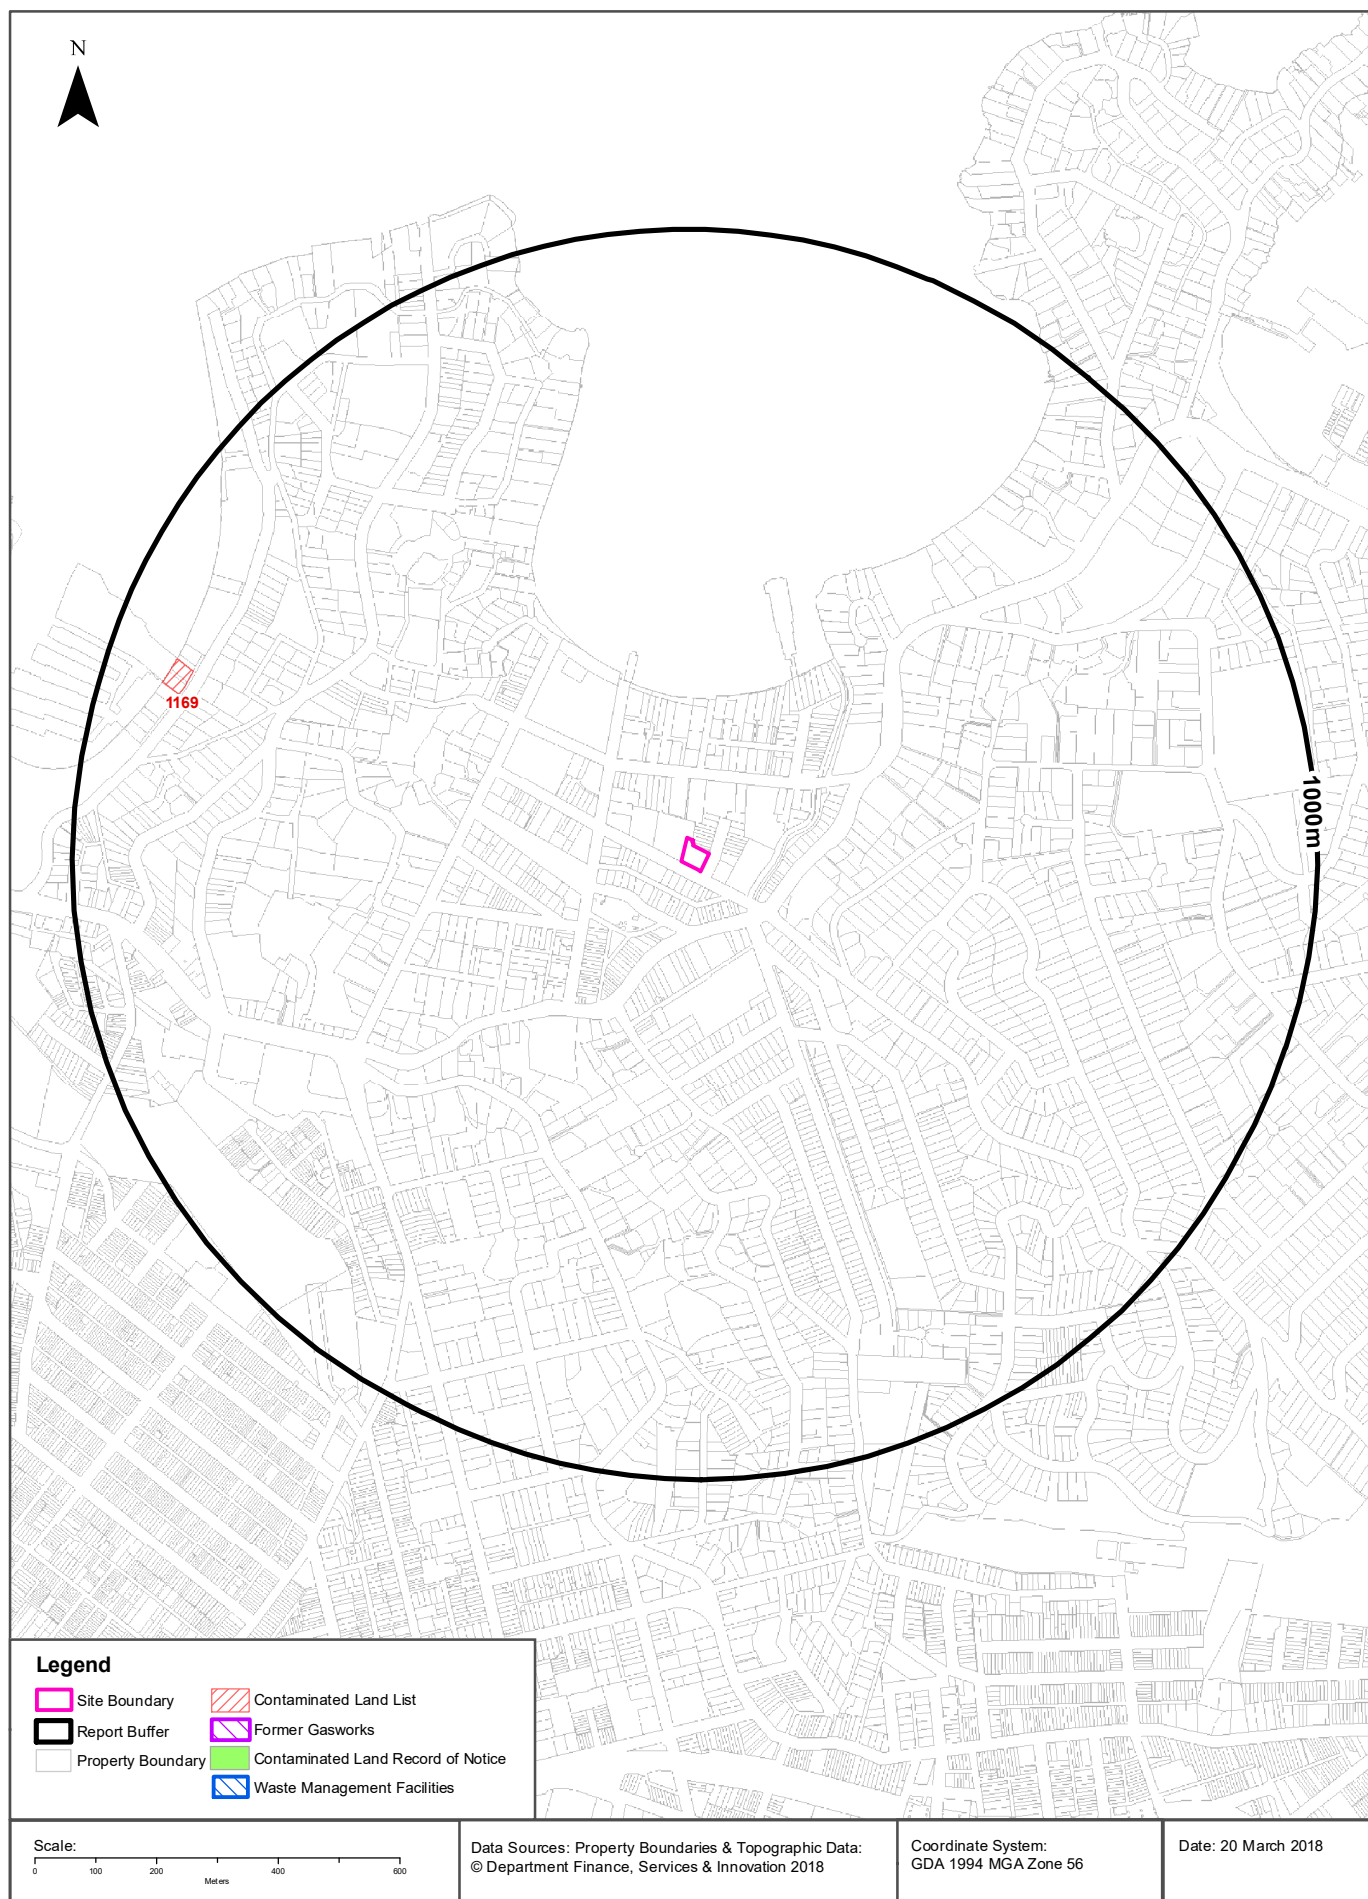 N
1169
1000m
Legend
Site Boundary
Report Buffer
Property Boundary
Contaminated Land List
Former Gasworks
Contaminated Land Record of Notice
Waste Management Facilities
Scale:
0 100 200 400 600
Meters
Data Sources: Property Boundaries & Topographic Data:
© Department Finance, Services & Innovation 2018
Coordinate System:
GDA 1994 MGA Zone 56
Date: 20 March 2018